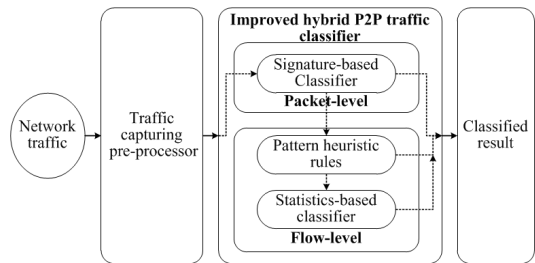 Improved hybrid P2P traffic
classifier
Signature-based
Classifier
Packet-level
Network
traffic
Traffic
capturing
pre-processor
Pattern heuristic
rules
Statistics-based
classifier
Flow-level
Classified
result